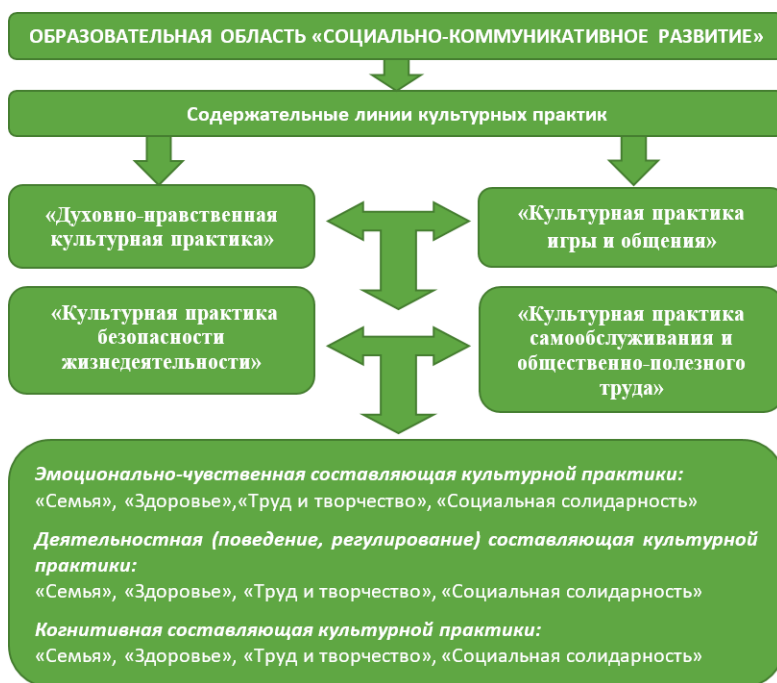 ОБРАЗОВАТЕЛЬНАЯ ОБЛАСТЬ «СОЦИАЛЬНО-КОММУНИКАТИВНОЕ РАЗВИТИЕ»
Содержательные линии культурных практик
«Духовно-нравственная
культурная практика»
«Культурная практика
игры и общения»
«Культурная практика
безопасности
жизнедеятельности»
«Культурная практика
самообслуживания и
общественно-полезного
труда»
Эмоционально-чувственная составляющая культурной практики:
«Семья», «Здоровье»,«Труд и творчество», «Социальная солидарность»
Деятельностная (поведение, регулирование) составляющая культурной
практики:
«Семья», «Здоровье», «Труд и творчество», «Социальная солидарность»
Когнитивная составляющая культурной практики:
«Семья», «Здоровье», «Труд и творчество», «Социальная солидарность»